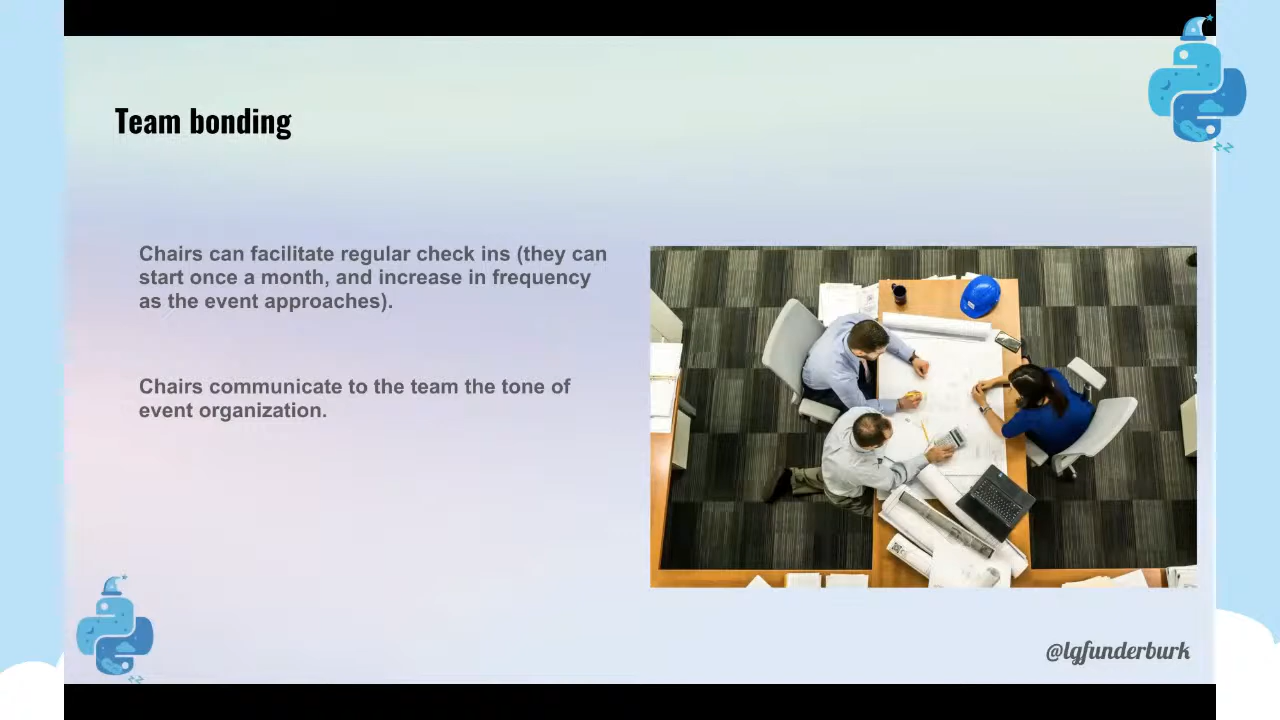 Team bonding
Chairs can facilitate regular check ins (they can
start once a month, and increase in frequency
as the event approaches).
Chairs communicate to the team the tone of
event organization.
@lgfunderburk